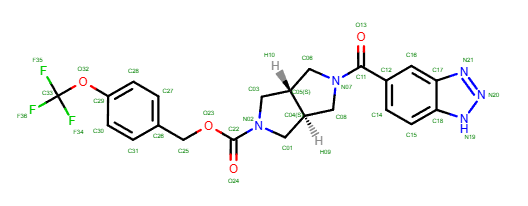 F35
O32
F
O
C33
F
F36
F
F34
C28
C29
C27
C30
C26
C31
C25
O23
O
C22
O
O24
N
N02
C03
C01
H10
H
C05(S)
C04(S)
H
H09
C06
N
N07
C08
O13
O
C11
C12
C16
C14
C15
C17
C18
N21
N
N
N20
N
H
N19